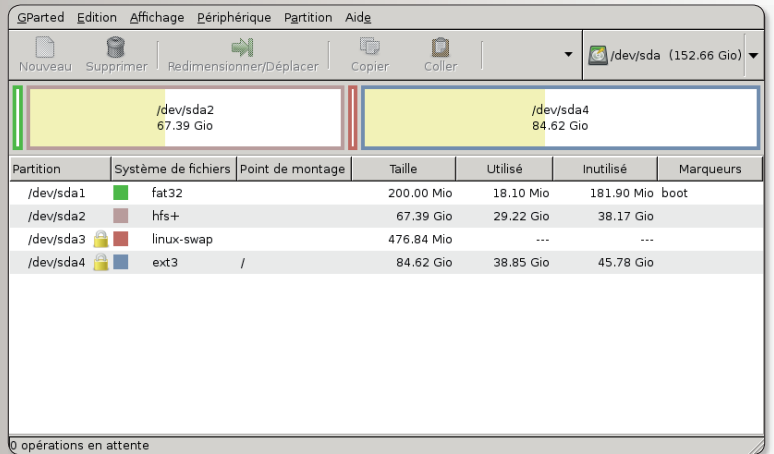 GParted Edition Affichage Périphérique Partition Aide
Nouveau Supprimer Redimensionner/Déplacer Copier Coller /dev/sda (152.66 Gio)
/dev/sda2 /dev/sda4
67.39 Gio 84.62 Gio
Partition Système de fichiers Point de montage Taille Utilisé Inutilisé Marqueurs
/dev/sda1 fat32 200.00 Mio 18.10 Mio 181.90 Mio boot
/dev/sda2 hfs+ 67.39 Gio 29.22 Gio 38.17 Gio
/dev/sda3 linux-swap 476.84 Mio --- ---
/dev/sda4 ext3 / 84.62 Gio 38.85 Gio 45.78 Gio
0 opérations en attente